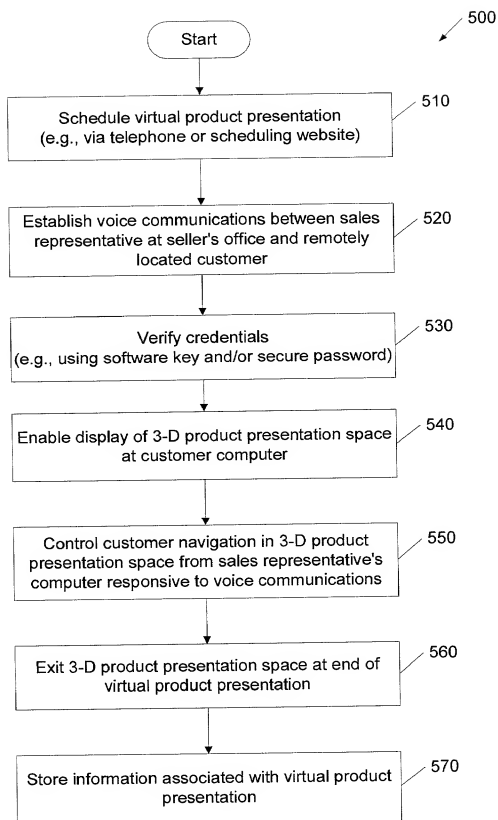 500
Start
Schedule virtual product presentation
(e.g., via telephone or scheduling website)
510
Establish voice communications between sales
representative at seller's office and remotely
located customer
520
Verify credentials
(e.g., using software key and/or secure password)
530
Enable display of 3-D product presentation space
at customer computer
540
Control customer navigation in 3-D product
presentation space from sales representative's
computer responsive to voice communications
550
Exit 3-D product presentation space at end of
virtual product presentation
560
Store information associated with virtual product
presentation
570